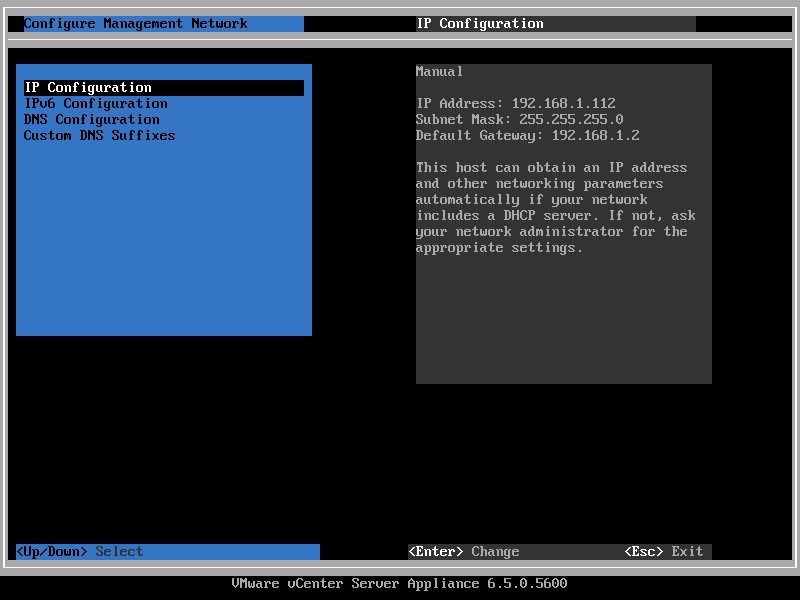 Configure Management Network
IP Configuration
IP Configuration
IPv6 Configuration
DNS Configuration
Custom DNS Suffixes
Manual
IP Address: 192.168.1.112
Subnet Mask: 255.255.255.0
Default Gateway: 192.168.1.2
This host can obtain an IP address
and other networking parameters
automatically if your network
includes a DHCP server. If not, ask
your network administrator for the
appropriate settings.
<Up/Down> Select
<Enter> Change
<Esc> Exit
VMware vCenter Server Appliance 6.5.0.5600